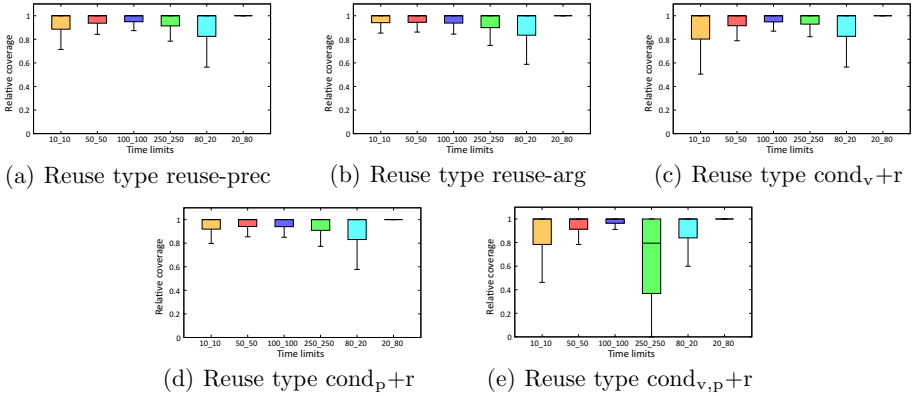 Relative coverage
1
0.8
0.6
0.4
0.2
0
10_10 50_50 100_100 250_250 80_20 20_80
Time limits
(a) Reuse type reuse-prec
Relative coverage
1
0.8
0.6
0.4
0.2
0
10_10 50_50 100_100 250_250 80_20 20_80
Time limits
(b) Reuse type reuse-arg
Relative coverage
1
0.8
0.6
0.4
0.2
0
10_10 50_50 100_100 250_250 80_20 20_80
Time limits
(c) Reuse type cond_v+r
Relative coverage
1
0.8
0.6
0.4
0.2
0
10_10 50_50 100_100 250_250 80_20 20_80
Time limits
(d) Reuse type cond_p+r
Relative coverage
1
0.8
0.6
0.4
0.2
0
10_10 50_50 100_100 250_250 80_20 20_80
Time limits
(e) Reuse type cond_v,p+r